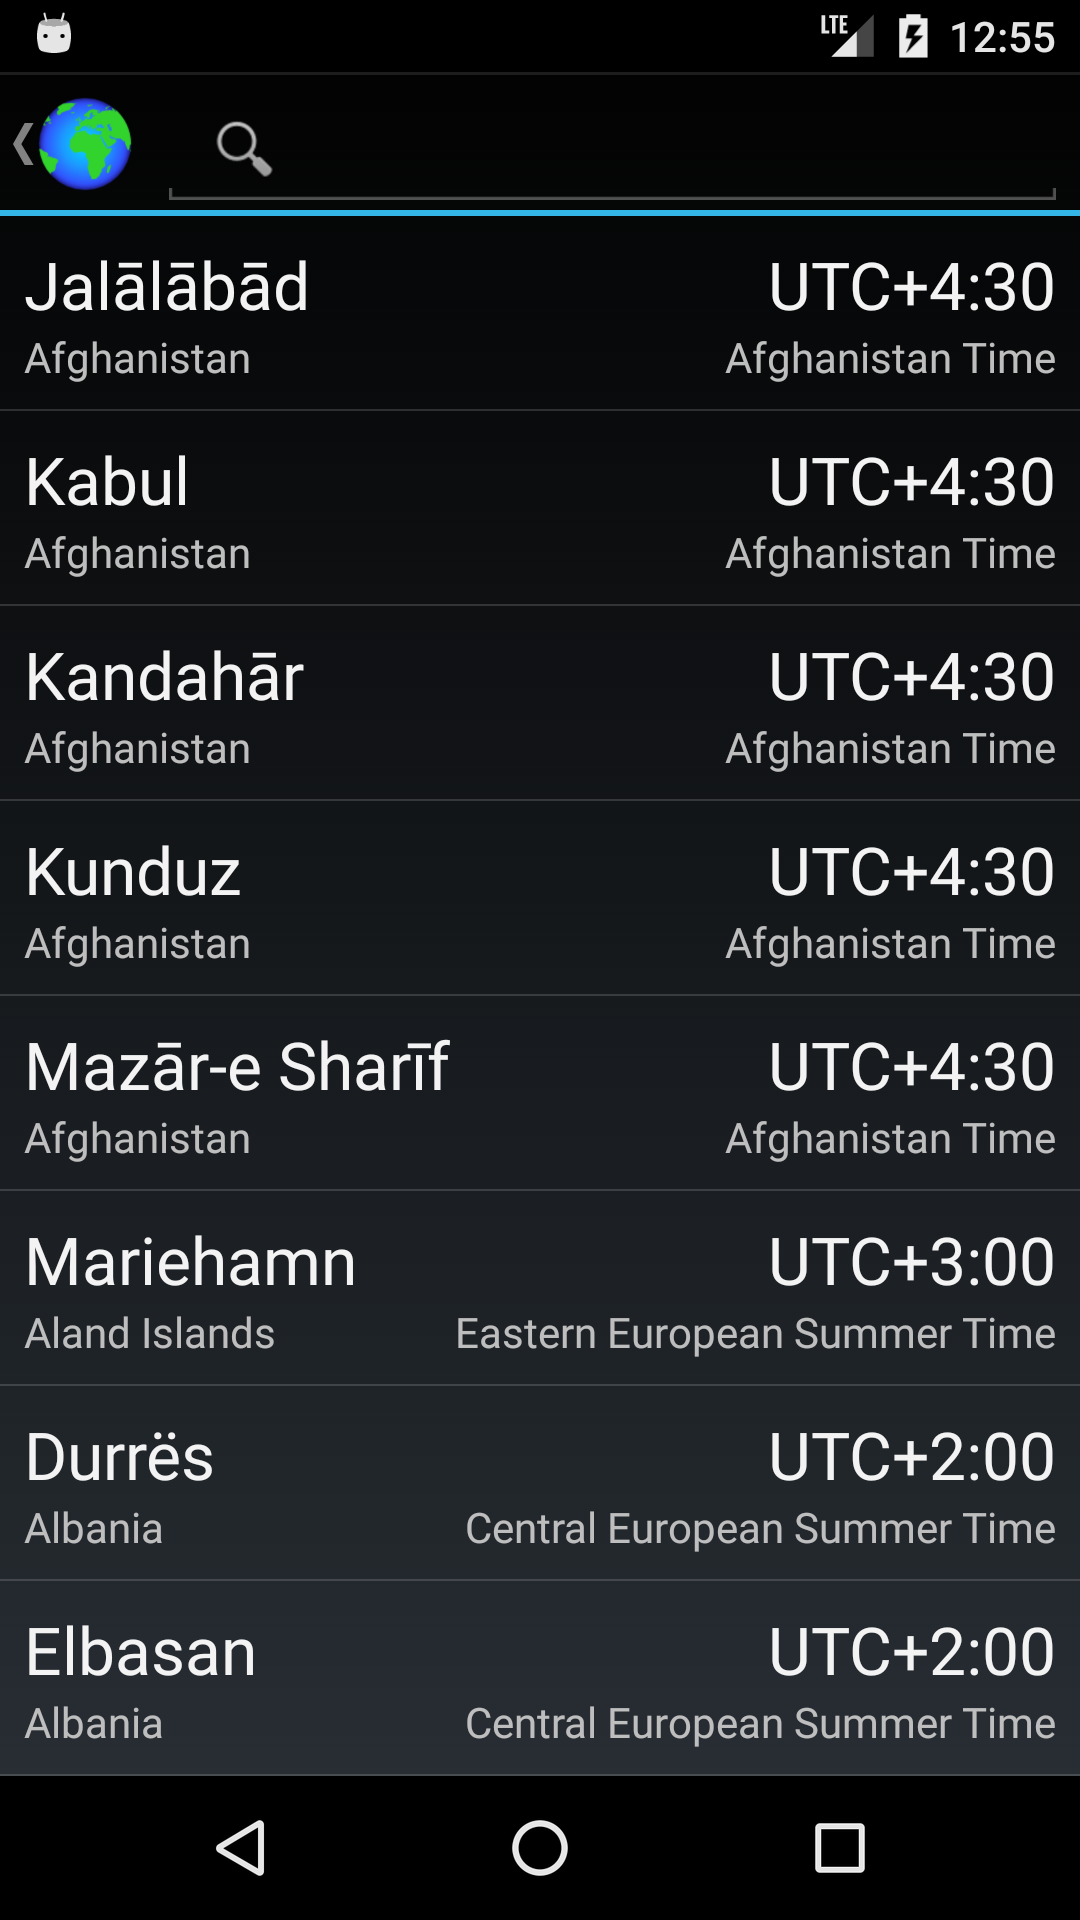 LTE 12:55
Jalālābād UTC+4:30
Afghanistan Afghanistan Time
Kabul UTC+4:30
Afghanistan Afghanistan Time
Kandahār UTC+4:30
Afghanistan Afghanistan Time
Kunduz UTC+4:30
Afghanistan Afghanistan Time
Mazār-e Sharīf UTC+4:30
Afghanistan Afghanistan Time
Mariehamn UTC+3:00
Aland Islands Eastern European Summer Time
Durrës UTC+2:00
Albania Central European Summer Time
Elbasan UTC+2:00
Albania Central European Summer Time